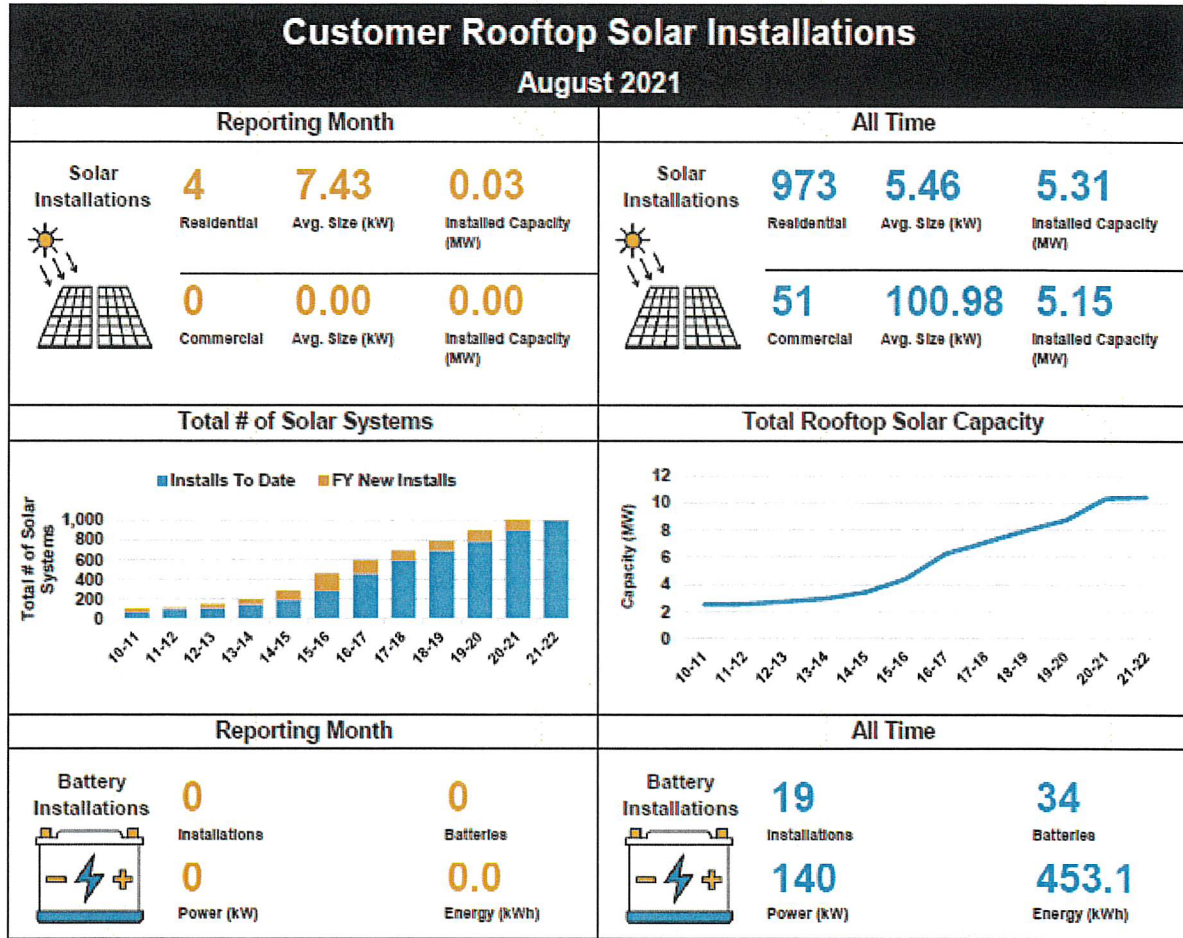 Customer Rooftop Solar Installations
August 2021
Reporting Month
Solar
Installations
4
7.43
0.03
Residential
Avg. Size (kW)
Installed Capacity
(MW)
0
0.00
0.00
Commercial
Avg. Size (kW)
Installed Capacity
(MW)
All Time
Solar
Installations
973
5.46
5.31
Residential
Avg. Size (kW)
Installed Capacity
(MW)
51
100.98
5.15
Commercial
Avg. Size (kW)
Installed Capacity
(MW)
Total # of Solar Systems
Installs To Date
FY New Installs
Total # of Solar
Systems
1,000
800
600
400
200
0
10-11
11-12
12-13
13-14
14-15
15-16
16-17
17-18
18-19
19-20
20-21
21-22
Total Rooftop Solar Capacity
Capacity (MW)
12
10
8
6
4
2
0
10-11
11-12
12-13
13-14
14-15
15-16
16-17
17-18
18-19
19-20
20-21
21-22
Reporting Month
Battery
Installations
0
0
Installations
Batteries
0
0.0
Power (kW)
Energy (kWh)
All Time
Battery
Installations
19
34
Installations
Batteries
140
453.1
Power (kW)
Energy (kWh)